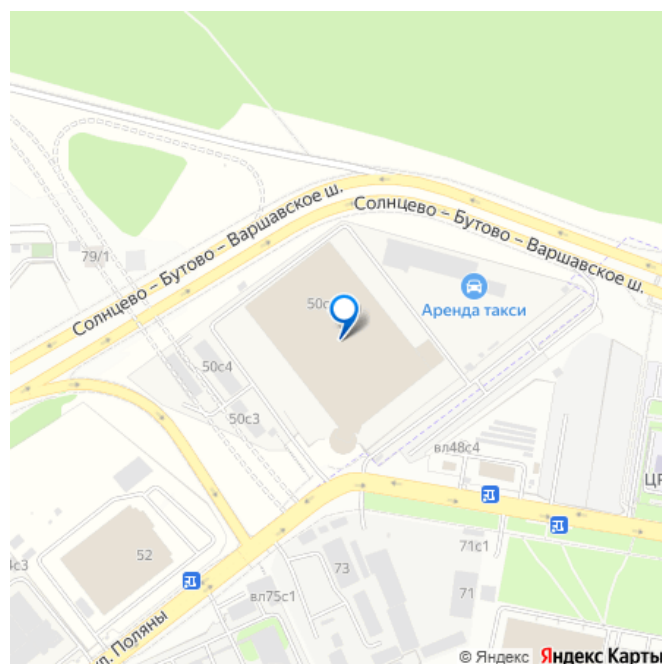 Солнцево – Бутово – Варшавское ш.
Солнцево – Бутово – Варшавское ш.
79/1
50с
Аренда такси
50с4
50с3
вл48с4
ЦР
52
71с1
4с3
73
вл75с1
71
ул. Поляны
© Яндекс Яндекс Карты